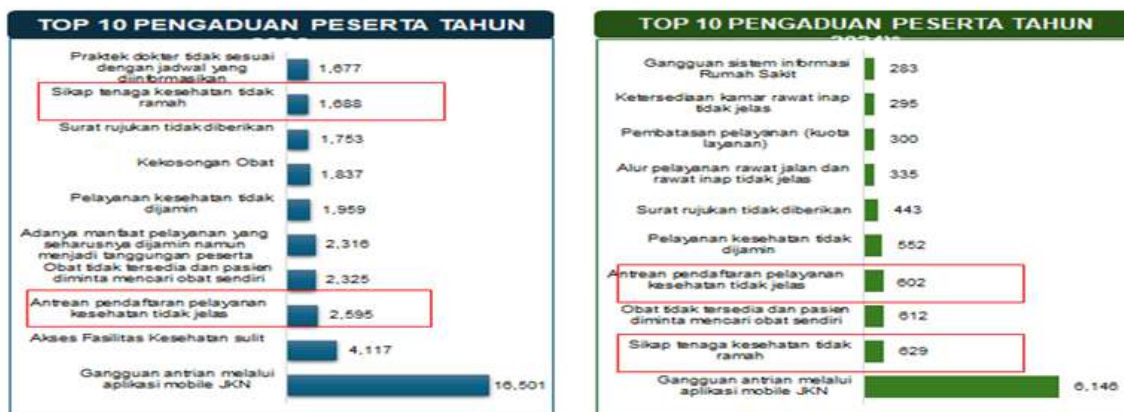 TOP 10 PENGADUAN PESERTA TAHUN
Praktek dokter tidak sesuai
dengan jadwal yang
diinformasikan
1,677
Sikap tenaga kesehatan tidak
ramah
1,688
Surat rujukan tidak diberikan
1,753
Kekosongan Obat
1,837
Pelayanan kesehatan tidak
dijamin
1,959
Adanya manfaat pelayanan yang
seharusnya dijamin namun
menjadi tanggungan peserta
2,316
Obat tidak tersedia dan pasien
diminta mencari obat sendiri
2,325
Antrean pendaftaran pelayanan
kesehatan tidak jelas
2,595
Akses Fasilitas Kesehatan sulit
4,117
Gangguan antrian melalui
aplikasi mobile JKN
16,501
TOP 10 PENGADUAN PESERTA TAHUN
Gangguan sistem informasi
Rumah Sakit
283
Ketersediaan kamar rawat inap
tidak jelas
295
Pembatasan pelayanan (kuota
layanan)
300
Alur pelayanan rawat jalan dan
rawat inap tidak jelas
335
Surat rujukan tidak diberikan
443
Pelayanan kesehatan tidak
dijamin
552
Antrean pendaftaran pelayanan
kesehatan tidak jelas
602
Obat tidak tersedia dan pasien
diminta mencari obat sendiri
612
Sikap tenaga kesehatan tidak
ramah
629
Gangguan antrian melalui
aplikasi mobile JKN
6,146